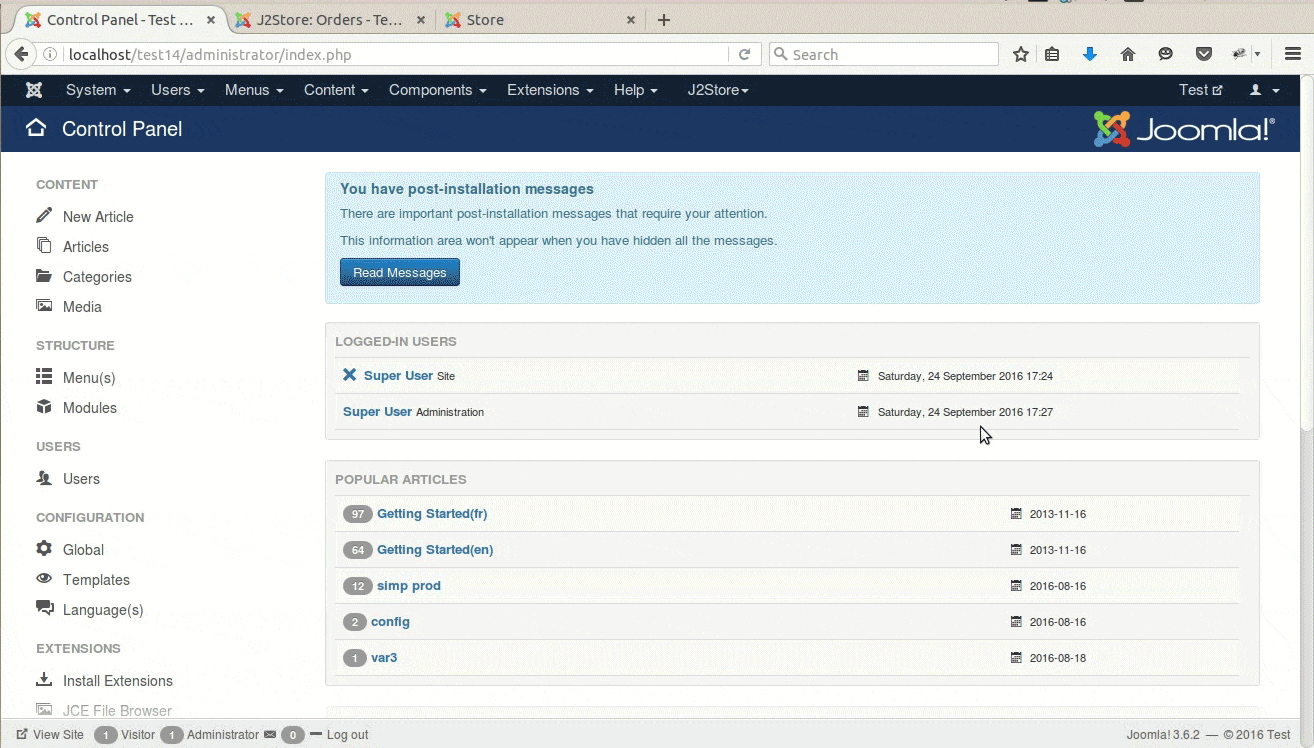 Control Panel - Test ... J2Store: Orders - Te... Store
localhost/test14/administrator/index.php Search
System Users Menus Content Components Extensions Help J2Store Test
Control Panel Joomla!®
CONTENT
New Article
Articles
Categories
Media
STRUCTURE
Menu(s)
Modules
USERS
Users
CONFIGURATION
Global
Templates
Language(s)
EXTENSIONS
Install Extensions
JCE File Browser
You have post-installation messages
There are important post-installation messages that require your attention.
This information area won't appear when you have hidden all the messages.
Read Messages
LOGGED-IN USERS
Super User Site Saturday, 24 September 2016 17:24
Super User Administration Saturday, 24 September 2016 17:27
POPULAR ARTICLES
97 Getting Started(fr) 2013-11-16
64 Getting Started(en) 2013-11-16
12 simp prod 2016-08-16
2 config 2016-08-16
1 var3 2016-08-18
View Site 1 Visitor 1 Administrator 0 Log out Joomla! 3.6.2 — © 2016 Test